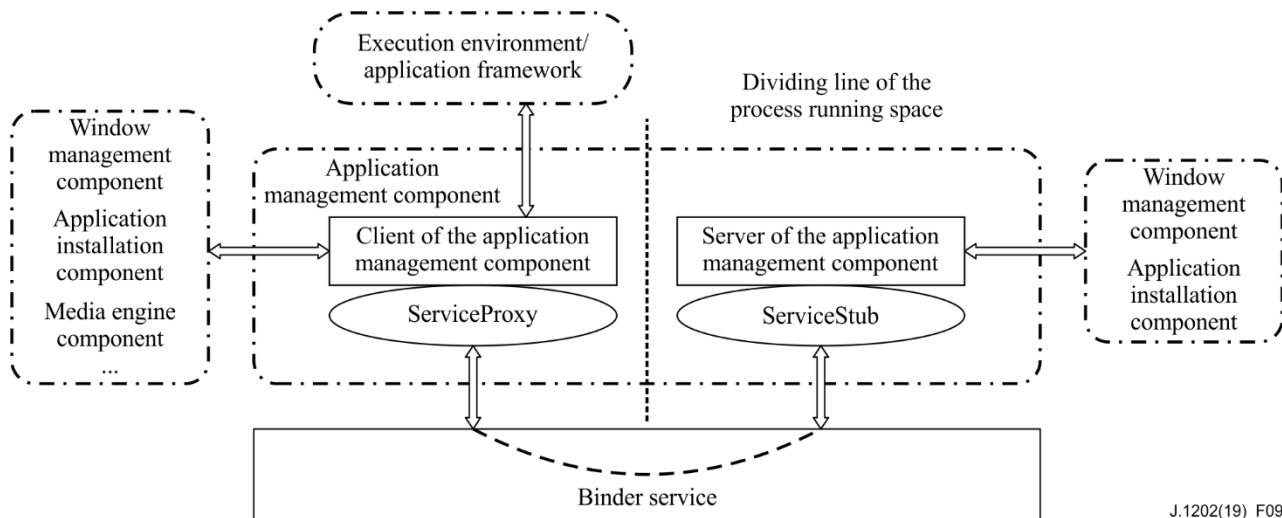 Execution environment/
application framework
Dividing line of the
process running space
Window
management
component
Application
installation
component
Media engine
component
...
Application
management component
Client of the application
management component
ServiceProxy
Server of the application
management component
ServiceStub
Window
management
component
Application
installation
component
Binder service
J.1202(19)_F09